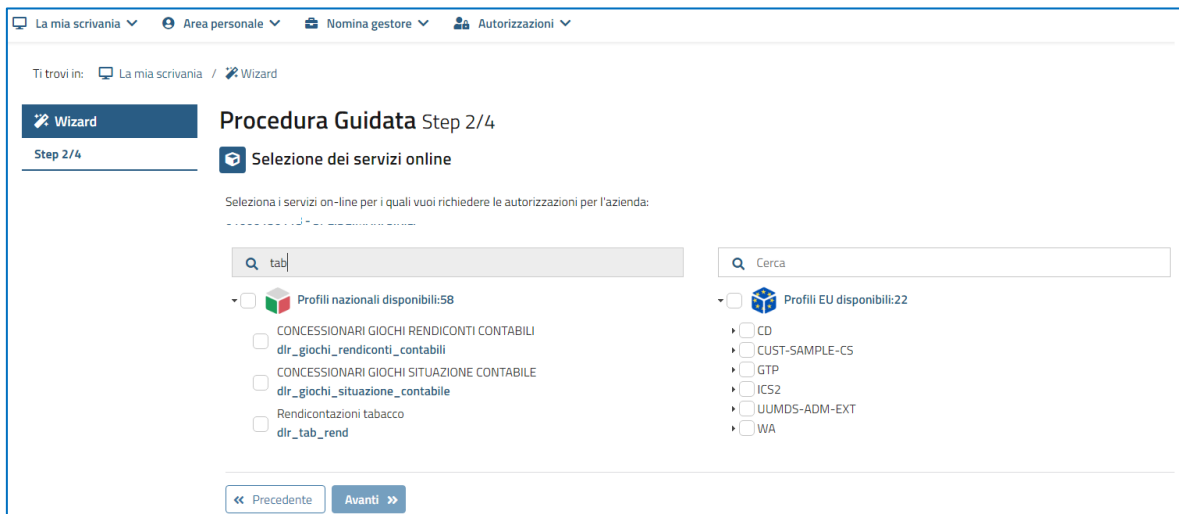 La mia scrivania Area personale Nomina gestore Autorizzazioni
Ti trovi in: La mia scrivania / Wizard
Wizard
Step 2/4
Procedura Guidata Step 2/4
Selezione dei servizi online
Seleziona i servizi on-line per i quali vuoi richiedere le autorizzazioni per l'azienda:
tab
Profili nazionali disponibili:58
CONCESSIONARI GIOCHI RENDICONTI CONTABILI
dlr_giochi_rendiconti_contabili
CONCESSIONARI GIOCHI SITUAZIONE CONTABILE
dlr_giochi_situazione_contabile
Rendicontazioni tabacco
dlr_tab_rend
Cerca
Profili EU disponibili:22
CD
CUST-SAMPLE-CS
GTP
ICS2
UUMDS-ADM-EXT
WA
Precedente
Avanti